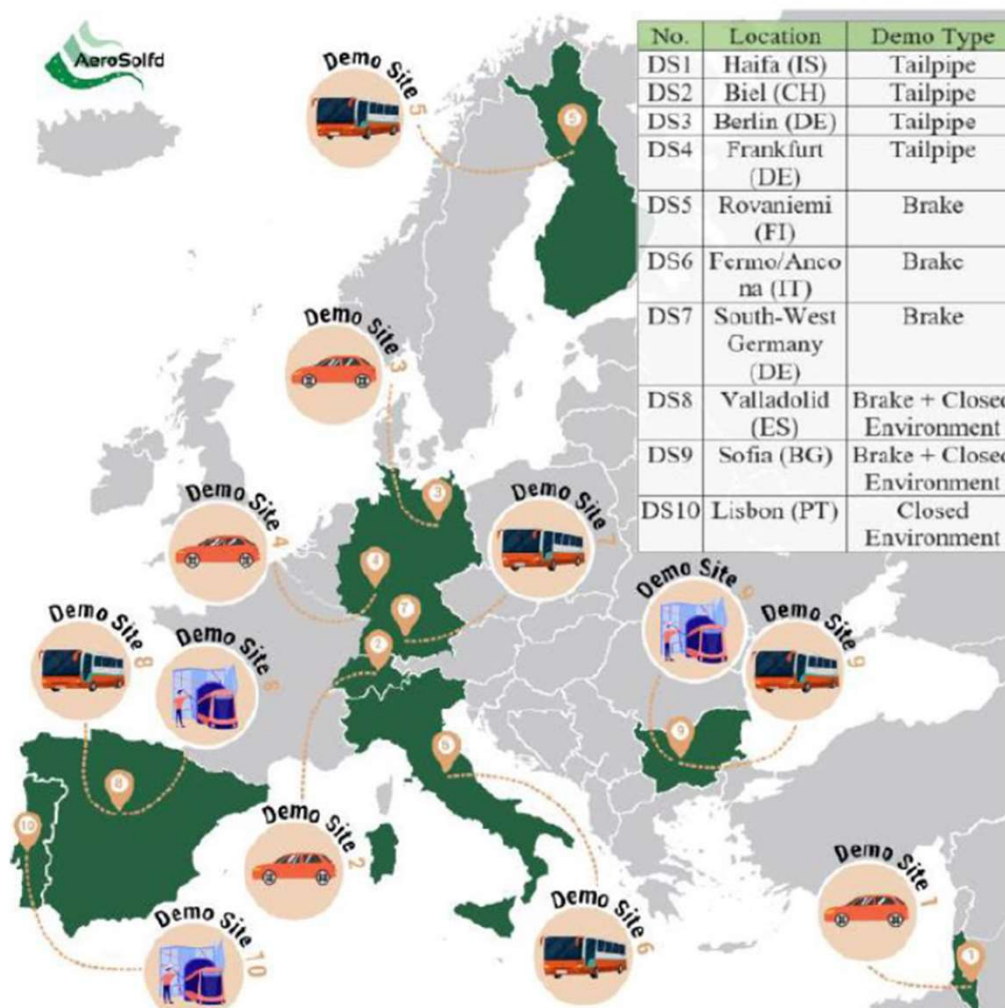 AeroSolfd
No. Location Demo Type
DS1 Haifa (IS) Tailpipe
DS2 Biel (CH) Tailpipe
DS3 Berlin (DE) Tailpipe
DS4 Frankfurt (DE) Tailpipe
DS5 Rovaniemi (FI) Brake
DS6 Fermo/Ancona (IT) Brake
DS7 South-West Germany (DE) Brake
DS8 Valladolid (ES) Brake + Closed Environment
DS9 Sofia (BG) Brake + Closed Environment
DS10 Lisbon (PT) Closed Environment
Demo Site 5
5
Demo Site 3
3
Demo Site 4
4
Demo Site 7
7
2
Demo Site 8
Demo Site 8
8
Demo Site 9
Demo Site 9
9
6
10
Demo Site 2
Demo Site 10
Demo Site 6
Demo Site 1
1